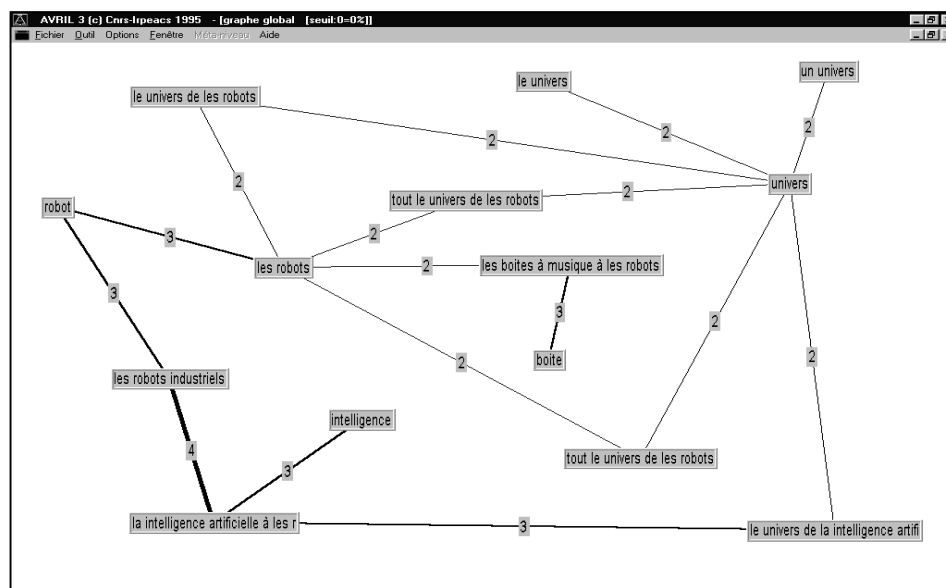 AVRIL 3 (c) Cnrs-Irpeacs 1995 - [graphe global [seuil:0=0%]]
Fichier Outil Options Fenêtre Méta-niveau Aide
un univers
le univers
le univers de les robots
2
2
2
2
univers
tout le univers de les robots
2
robot
2
3
les robots
2
les boites à musique à les robots
3
3
2
boite
2
2
les robots industriels
intelligence
4
tout le univers de les robots
3
la intelligence artificielle à les r
3
le univers de la intelligence artifi